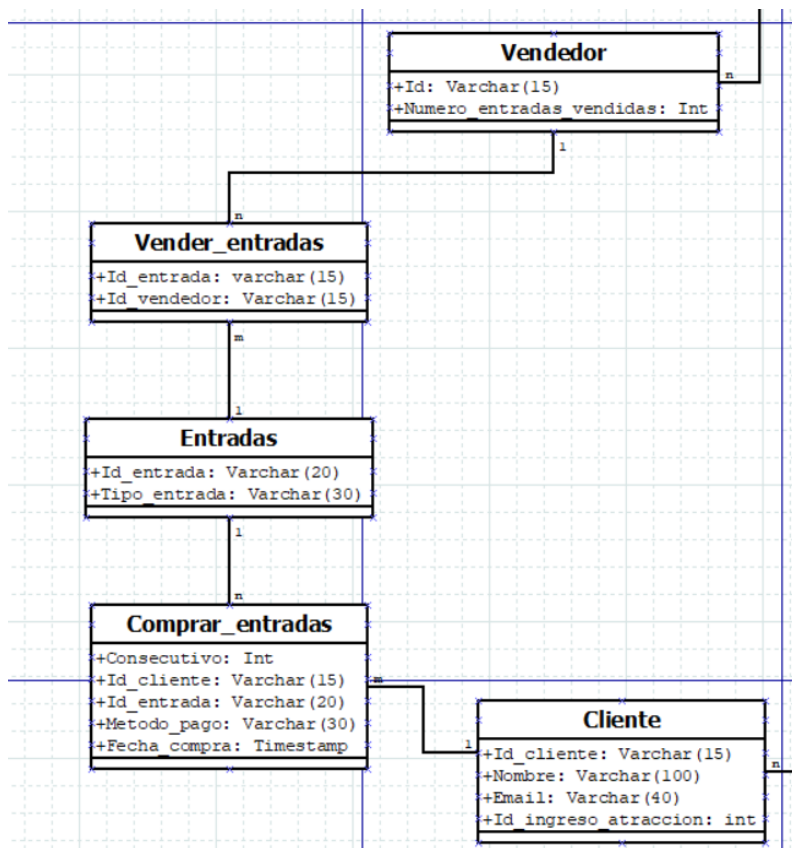 Vendedor
+Id: Varchar(15)
+Numero_entradas_vendidas: Int
n
1
n
Vender_entradas
+Id_entrada: varchar(15)
+Id_vendedor: Varchar(15)
m
1
Entradas
+Id_entrada: Varchar(20)
+Tipo_entrada: Varchar(30)
1
n
Comprar_entradas
+Consecutivo: Int
+Id_cliente: Varchar(15)
+Id_entrada: Varchar(20)
+Metodo_pago: Varchar(30)
+Fecha_compra: Timestamp
m
1
Cliente
+Id_cliente: Varchar(15)
+Nombre: Varchar(100)
+Email: Varchar(40)
+Id_ingreso_atraccion: int
n